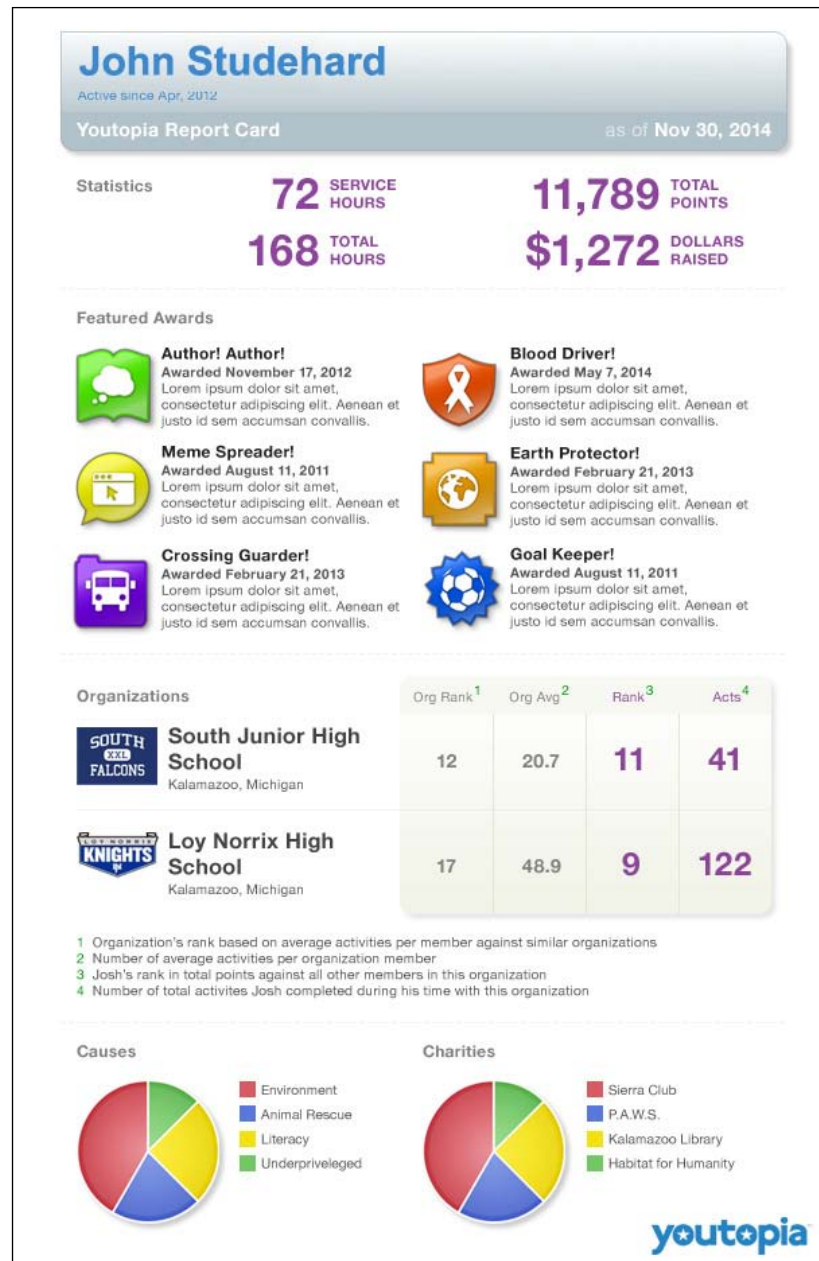 John Studehard
Active since Apr, 2012
Youtopia Report Card
as of Nov 30, 2014
Statistics
72 SERVICE HOURS
11,789 TOTAL POINTS
168 TOTAL HOURS
$1,272 DOLLARS RAISED
Featured Awards
Author! Author!
Awarded November 17, 2012
Lorem ipsum dolor sit amet,
consectetur adipiscing elit. Aenean et
justo id sem accumsan convallis.
Blood Driver!
Awarded May 7, 2014
Lorem ipsum dolor sit amet,
consectetur adipiscing elit. Aenean et
justo id sem accumsan convallis.
Meme Spreader!
Awarded August 11, 2011
Lorem ipsum dolor sit amet,
consectetur adipiscing elit. Aenean et
justo id sem accumsan convallis.
Earth Protector!
Awarded February 21, 2013
Lorem ipsum dolor sit amet,
consectetur adipiscing elit. Aenean et
justo id sem accumsan convallis.
Crossing Guarder!
Awarded February 21, 2013
Lorem ipsum dolor sit amet,
consectetur adipiscing elit. Aenean et
justo id sem accumsan convallis.
Goal Keeper!
Awarded August 11, 2011
Lorem ipsum dolor sit amet,
consectetur adipiscing elit. Aenean et
justo id sem accumsan convallis.
Organizations
Org Rank1 Org Avg2 Rank3 Acts4
SOUTH
XXL
FALCONS
South Junior High
School
Kalamazoo, Michigan
12 20.7 11 41
LOY NORRIX
KNIGHTS
Loy Norrix High
School
Kalamazoo, Michigan
17 48.9 9 122
1 Organization's rank based on average activities per member against similar organizations
2 Number of average activities per organization member
3 Josh's rank in total points against all other members in this organization
4 Number of total activites Josh completed during his time with this organization
Causes
Environment
Animal Rescue
Literacy
Underpriveleged
Charities
Sierra Club
P.A.W.S.
Kalamazoo Library
Habitat for Humanity
youtopia